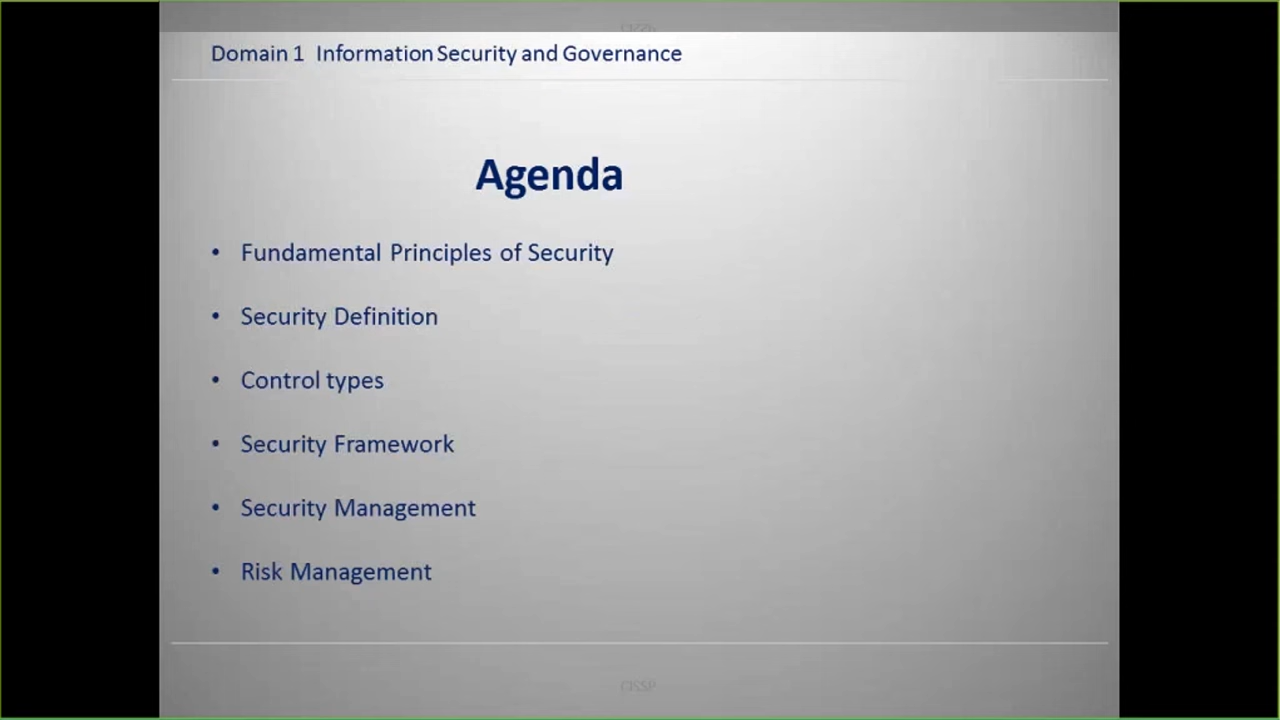 Domain 1 Information Security and Governance
Agenda
• Fundamental Principles of Security
• Security Definition
• Control types
• Security Framework
• Security Management
• Risk Management
CISSP